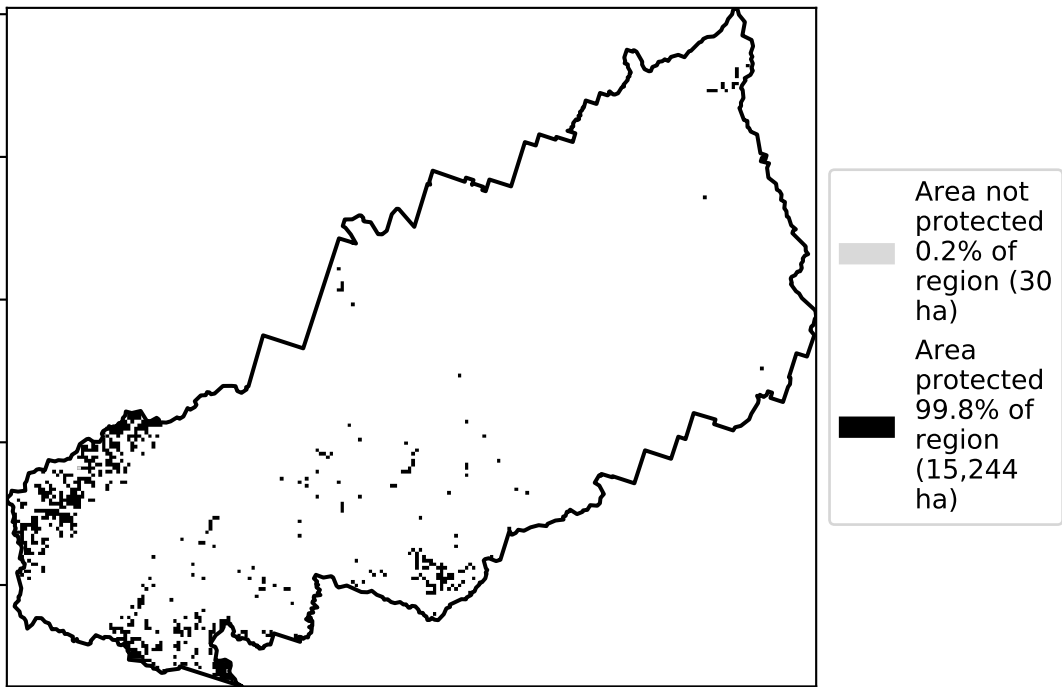 Area not
protected
0.2% of
region (30
ha)
Area
protected
99.8% of
region
(15,244
ha)